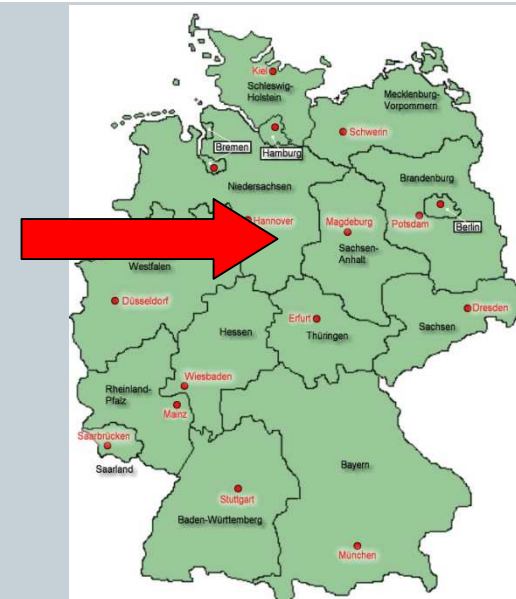 Kiel
Schleswig-
Holstein
Mecklenburg-
Vorpommern
Schwerin
Bremen
Hamburg
Brandenburg
Niedersachsen
Hannover
Magdeburg
Potsdam
Berlin
Sachsen-
Anhalt
Westfalen
Düsseldorf
Dresden
Erfurt
Thüringen
Sachsen
Hessen
Wiesbaden
Rheinland-
Pfalz
Mainz
Saarbrücken
Saarland
Bayern
Stuttgart
Baden-Württemberg
München